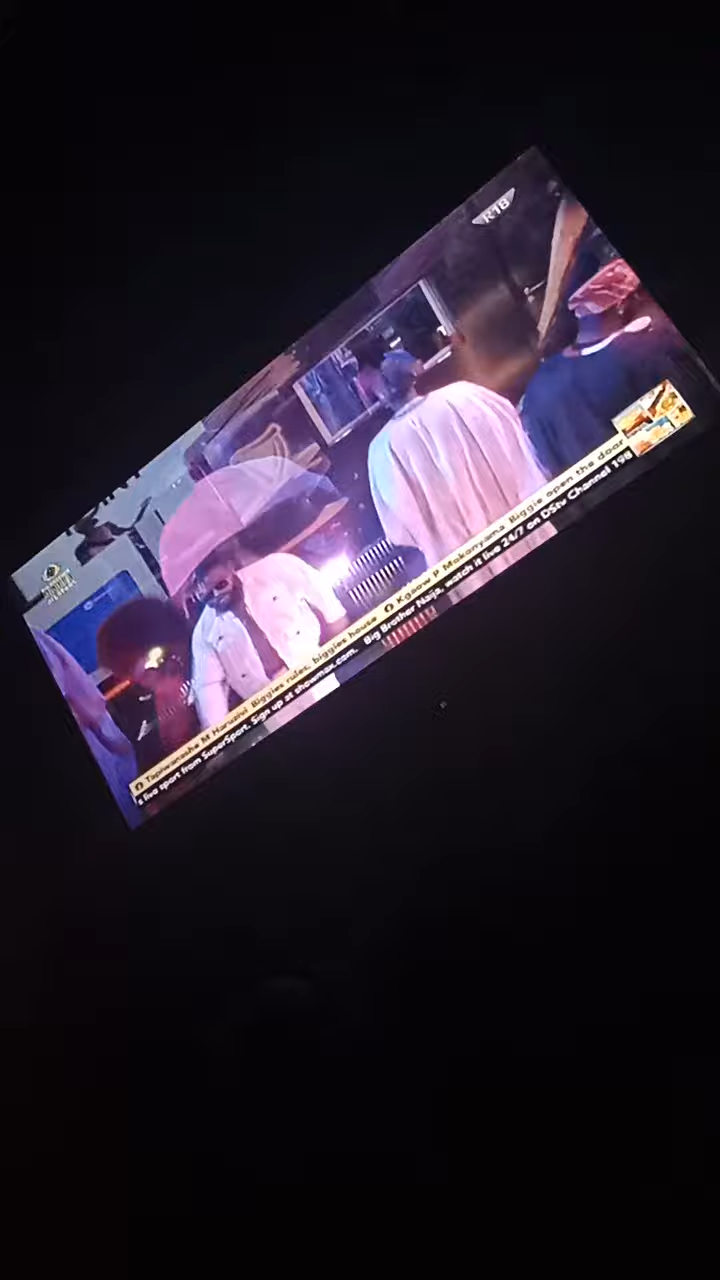 R18
Tapiwanashe M Haruzivi Biggies rules, biggies house Kgaow P Makanyama Biggie open the door
s live sport from SuperSport. Sign up at showmax.com. Big Brother Naija, watch it live 24/7 on DStv Channel 198